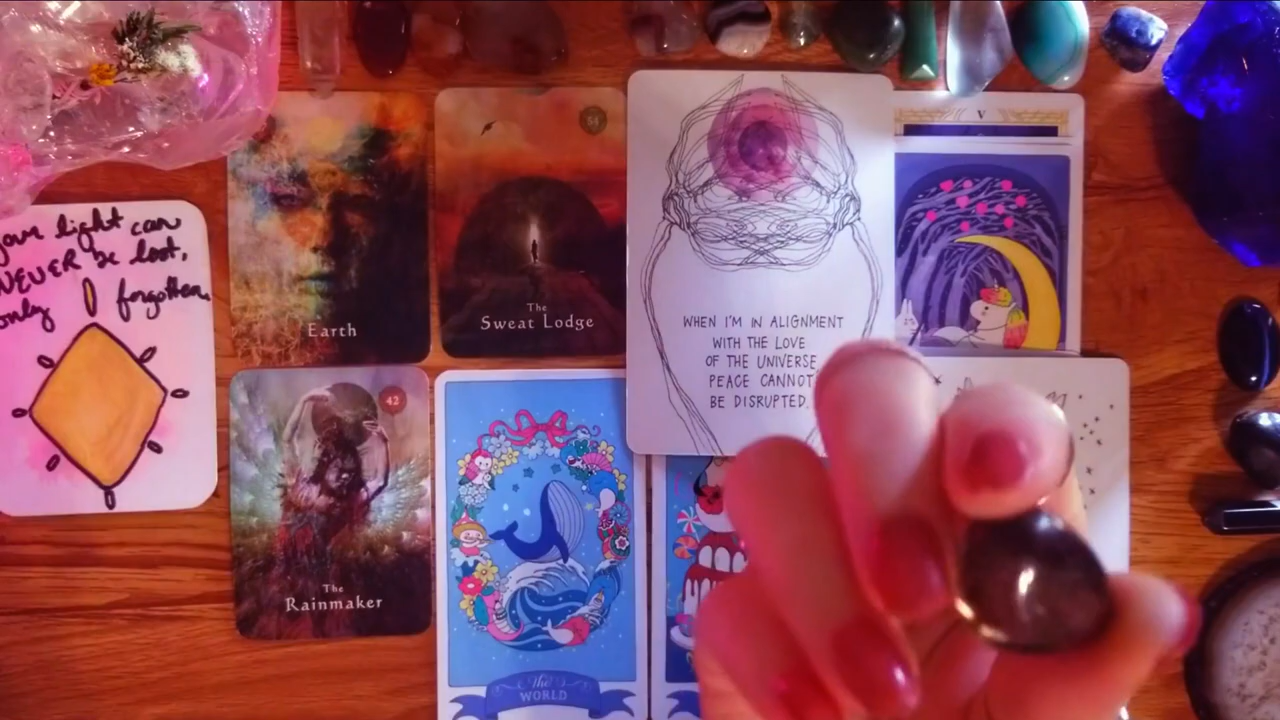 your light can
NEVER be lost,
only forgotten.
Earth
The
Sweat Lodge
54
WHEN I'M IN ALIGNMENT
WITH THE LOVE
OF THE UNIVERSE
PEACE CANNOT
BE DISRUPTED.
V
42
The
Rainmaker
The
WORLD